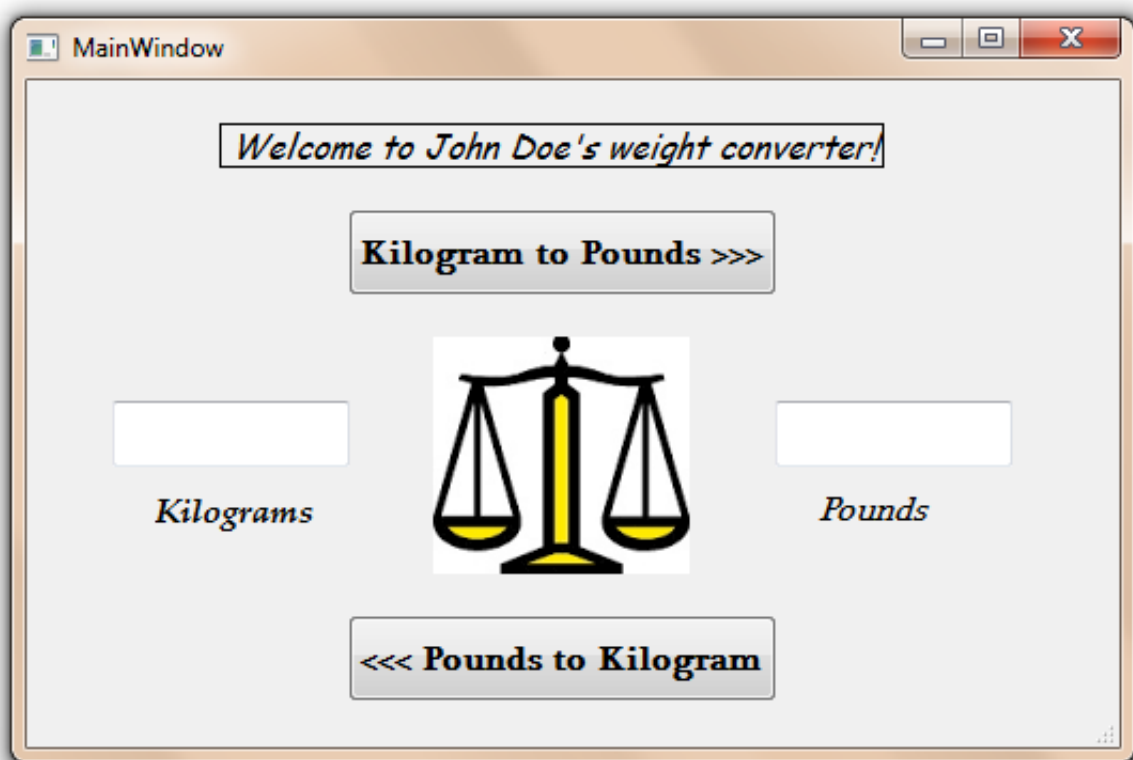 MainWindow
Welcome to John Doe's weight converter!
Kilogram to Pounds >>>
Kilograms
Pounds
<<< Pounds to Kilogram